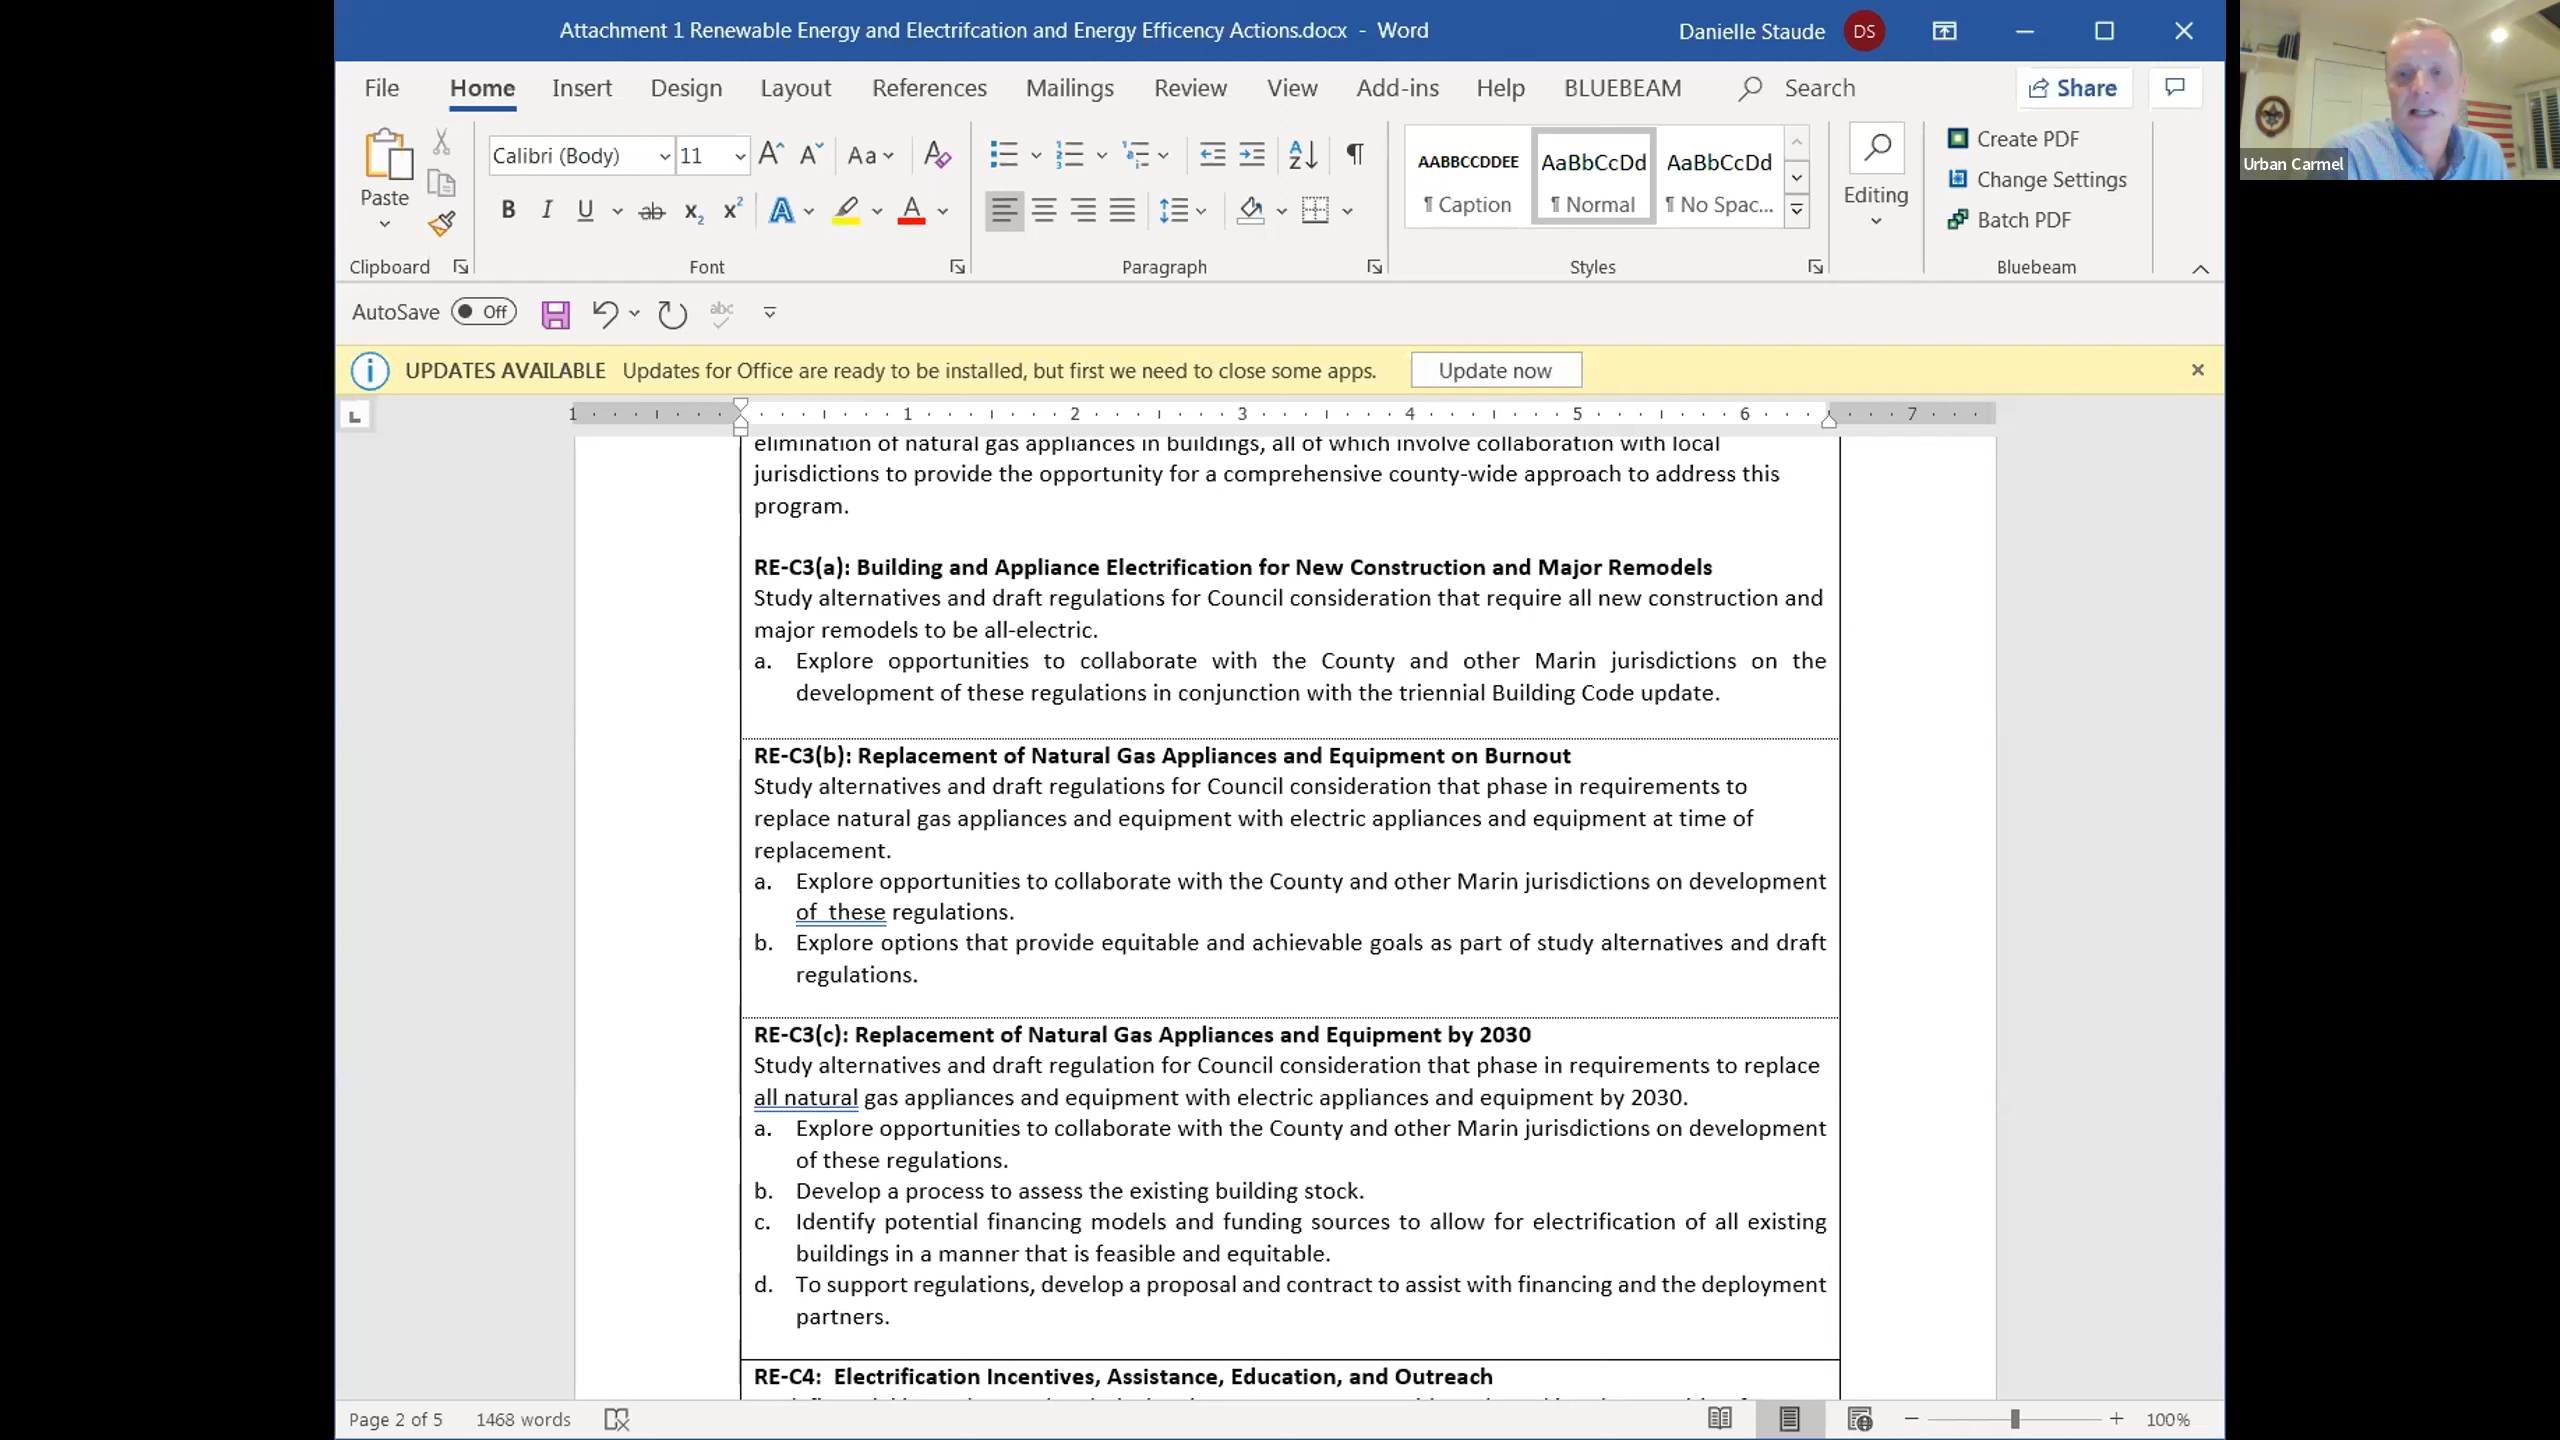 Attachment 1 Renewable Energy and Electrifcation and Energy Efficency Actions.docx - Word
Danielle Staude DS
File Home Insert Design Layout References Mailings Review View Add-ins Help BLUEBEAM Search Share
Paste
Calibri (Body) 11
Aa
B I U ab x2 x2 A A
AABBCCDDEE AaBbCcDd AaBbCcDd
¶ Caption ¶ Normal ¶ No Spac...
Editing
Create PDF
Change Settings
Batch PDF
Clipboard Font Paragraph Styles Bluebeam
Urban Carmel
AutoSave Off abc
UPDATES AVAILABLE Updates for Office are ready to be installed, but first we need to close some apps. Update now
1 1 2 3 4 5 6 7
elimination of natural gas appliances in buildings, all of which involve collaboration with local
jurisdictions to provide the opportunity for a comprehensive county-wide approach to address this
program.
RE-C3(a): Building and Appliance Electrification for New Construction and Major Remodels
Study alternatives and draft regulations for Council consideration that require all new construction and
major remodels to be all-electric.
a. Explore opportunities to collaborate with the County and other Marin jurisdictions on the
development of these regulations in conjunction with the triennial Building Code update.
RE-C3(b): Replacement of Natural Gas Appliances and Equipment on Burnout
Study alternatives and draft regulations for Council consideration that phase in requirements to
replace natural gas appliances and equipment with electric appliances and equipment at time of
replacement.
a. Explore opportunities to collaborate with the County and other Marin jurisdictions on development
of these regulations.
b. Explore options that provide equitable and achievable goals as part of study alternatives and draft
regulations.
RE-C3(c): Replacement of Natural Gas Appliances and Equipment by 2030
Study alternatives and draft regulation for Council consideration that phase in requirements to replace
all natural gas appliances and equipment with electric appliances and equipment by 2030.
a. Explore opportunities to collaborate with the County and other Marin jurisdictions on development
of these regulations.
b. Develop a process to assess the existing building stock.
c. Identify potential financing models and funding sources to allow for electrification of all existing
buildings in a manner that is feasible and equitable.
d. To support regulations, develop a proposal and contract to assist with financing and the deployment
partners.
RE-C4: Electrification Incentives, Assistance, Education, and Outreach
Page 2 of 5 1468 words 100%